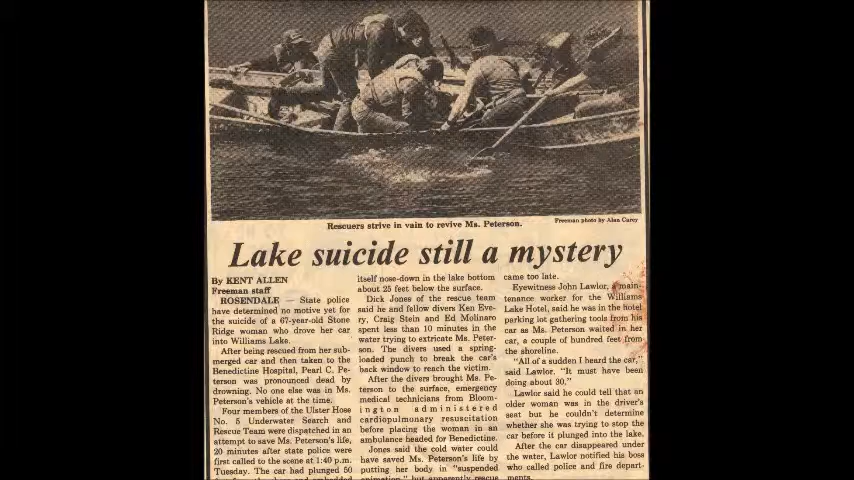 Rescuers strive in vain to revive Ms. Peterson.
Freeman photo by Alan Carey
Lake suicide still a mystery
By KENT ALLEN
Freeman staff
ROSENDALE — State police
have determined no motive yet for
the suicide of a 67-year-old Stone
Ridge woman who drove her car
into Williams Lake.
After being rescued from her sub-
merged car and then taken to the
Benedictine Hospital, Pearl C. Pe-
terson was pronounced dead by
drowning. No one else was in Ms.
Peterson's vehicle at the time.
Four members of the Ulster Hose
No. 5 Underwater Search and
Rescue Team were dispatched in an
attempt to save Ms. Peterson's life,
20 minutes after state police were
first called to the scene at 1:40 p.m.
Tuesday. The car had plunged 50
itself nose-down in the lake bottom
about 25 feet below the surface.
Dick Jones of the rescue team
said he and fellow divers Ken Eve-
ry, Craig Stein and Ed Molinaro
spent less than 10 minutes in the
water trying to extricate Ms. Peter-
son. The divers used a spring-
loaded punch to break the car's
back window to reach the victim.
After the divers brought Ms. Pe-
terson to the surface, emergency
medical technicians from Bloom-
ington administered
cardiopulmonary resuscitation
before placing the woman in an
ambulance headed for Benedictine.
Jones said the cold water could
have saved Ms. Peterson's life by
putting her body in "suspended
animation," but apparently rescue
came too late.
Eyewitness John Lawlor, a main-
tenance worker for the Williams
Lake Hotel, said he was in the hotel
parking lot gathering tools from his
car as Ms. Peterson waited in her
car, a couple of hundred feet from
the shoreline.
"All of a sudden I heard the car,"
said Lawlor. "It must have been
doing about 30."
Lawlor said he could tell that an
older woman was in the driver's
seat but he couldn't determine
whether she was trying to stop the
car before it plunged into the lake.
After the car disappeared under
the water, Lawlor notified his boss
who called police and fire depart-
ments.